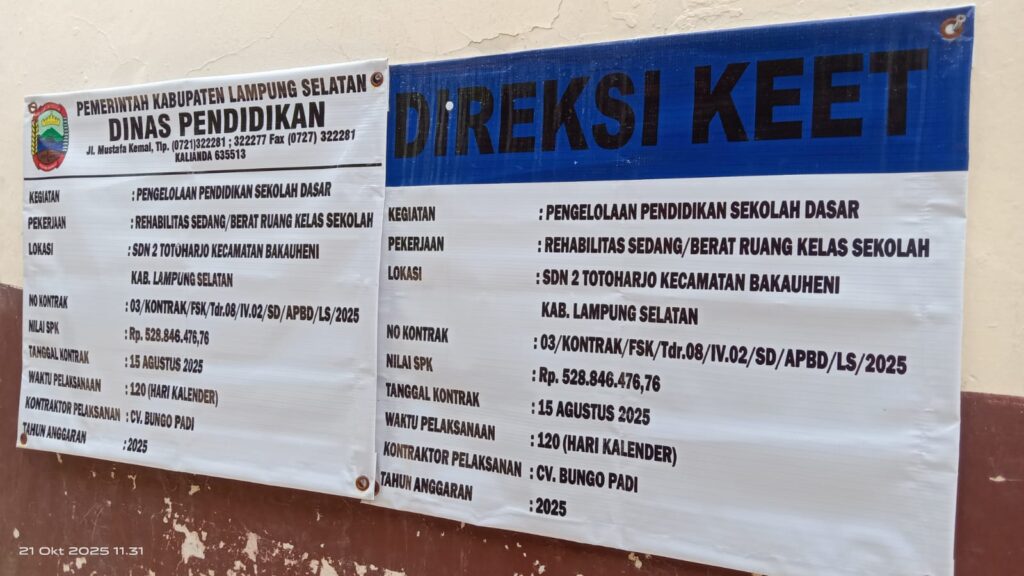 PEMERINTAH KABUPATEN LAMPUNG SELATAN
DINAS PENDIDIKAN
Jl. Mustafa Kemal, Tlp. (0721)322281 ; 322277 Fax (0727) 322281
KALIANDA 635513
KEGIATAN : PENGELOLAAN PENDIDIKAN SEKOLAH DASAR
PEKERJAAN : REHABILITAS SEDANG/BERAT RUANG KELAS SEKOLAH
LOKASI : SDN 2 TOTOHARJO KECAMATAN BAKAUHENI
KAB. LAMPUNG SELATAN
NO KONTRAK : 03/KONTRAK/FSK/Tdr.08/IV.02/SD/APBD/LS/2025
NILAI SPK : Rp. 528.846.476,76
TANGGAL KONTRAK : 15 AGUSTUS 2025
WAKTU PELAKSANAAN : 120 (HARI KALENDER)
KONTRAKTOR PELAKSANAN : CV. BUNGO PADI
TAHUN ANGGARAN : 2025
DIREKSI KEET
KEGIATAN : PENGELOLAAN PENDIDIKAN SEKOLAH DASAR
PEKERJAAN : REHABILITAS SEDANG/BERAT RUANG KELAS SEKOLAH
LOKASI : SDN 2 TOTOHARJO KECAMATAN BAKAUHENI
KAB. LAMPUNG SELATAN
NO KONTRAK : 03/KONTRAK/FSK/Tdr.08/IV.02/SD/APBD/LS/2025
NILAI SPK : Rp. 528.846.476,76
TANGGAL KONTRAK : 15 AGUSTUS 2025
WAKTU PELAKSANAAN : 120 (HARI KALENDER)
KONTRAKTOR PELAKSANAN : CV. BUNGO PADI
TAHUN ANGGARAN : 2025
21 Okt 2025 11.31